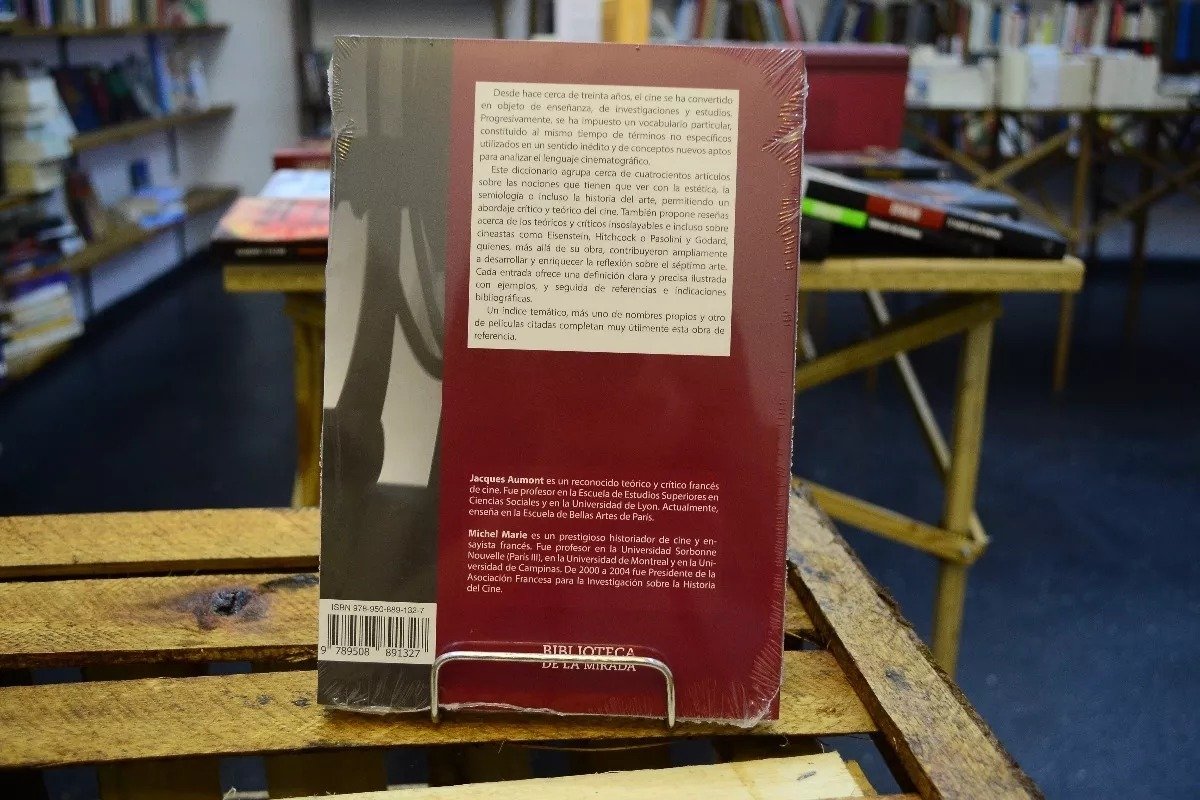 Desde hace cerca de treinta años, el cine se ha convertido
en objeto de enseñanza, de investigaciones y estudios.
Progresivamente, se ha impuesto un vocabulario particular,
constituido al mismo tiempo de términos no específicos
utilizados en un sentido inédito y de conceptos nuevos aptos
para analizar el lenguaje cinematográfico.
Este diccionario agrupa cerca de cuatrocientos artículos
sobre las nociones que tienen que ver con la estética, la
semiología o incluso la historia del arte, permitiendo un
abordaje crítico y teórico del cine. También propone reseñas
acerca de los teóricos y críticos insoslayables e incluso sobre
cineastas como Eisenstein, Hitchcock o Pasolini y Godard,
quienes, más allá de su obra, contribuyeron ampliamente
a desarrollar y enriquecer la reflexión sobre el séptimo arte.
Cada entrada ofrece una definición clara y precisa ilustrada
con ejemplos, y seguida de referencias e indicaciones
bibliográficas.
Un índice temático, más uno de nombres propios y otro
de películas citadas completan muy útilmente esta obra de
referencia.
Jacques Aumont es un reconocido teórico y crítico francés
de cine. Fue profesor en la Escuela de Estudios Superiores en
Ciencias Sociales y en la Universidad de Lyon. Actualmente,
enseña en la Escuela de Bellas Artes de París.
Michel Marie es un prestigioso historiador de cine y en-
sayista francés. Fue profesor en la Universidad Sorbonne
Nouvelle (París III), en la Universidad de Montreal y en la Uni-
versidad de Campinas. De 2000 a 2004 fue Presidente de la
Asociación Francesa para la Investigación sobre la Historia
del Cine.
ISBN 978-950-889-132-7
9 789508 891327
BIBLIOTECA
DE LA MIRADA